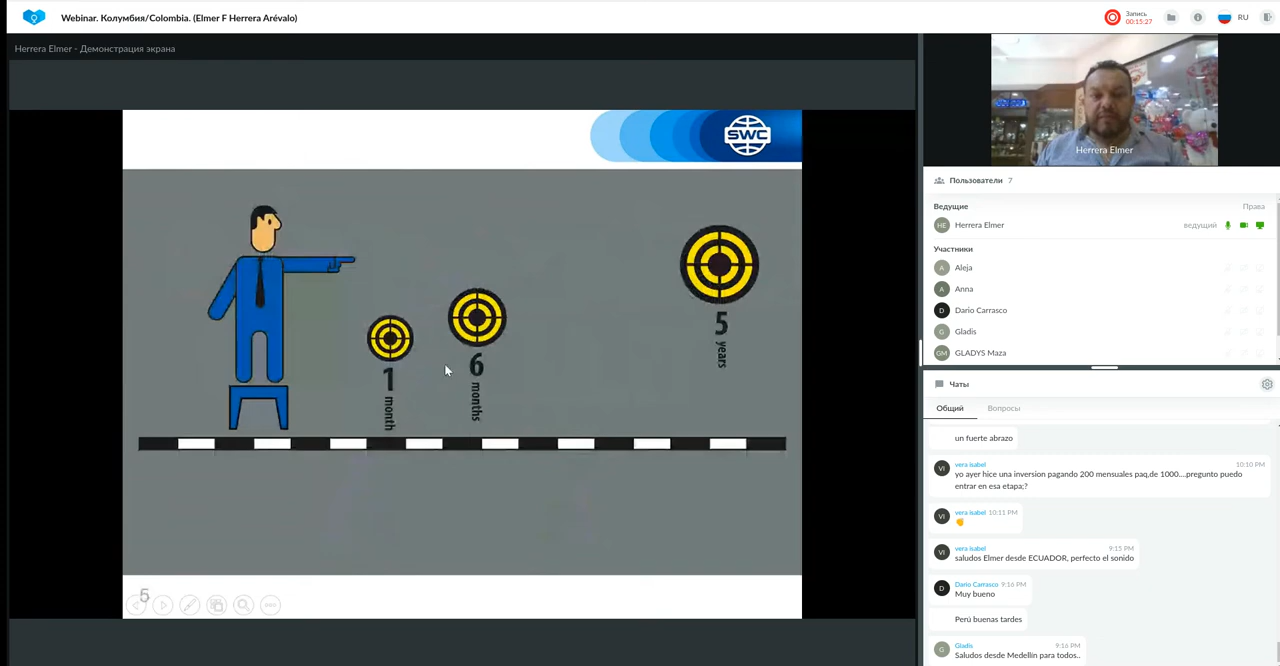 Webinar. Колумбия/Colombia. (Elmer F Herrera Arévalo)
Запись
00:15:27
RU
Herrera Elmer - Демонстрация экрана
SWC
1
month
6
months
5
years
5
Herrera Elmer
Пользователи 7
Ведущие
Права
HE
Herrera Elmer
ведущий
Участники
A
Aleja
A
Anna
D
Dario Carrasco
G
Gladis
GM
GLADYS Maza
Чаты
Общий
Вопросы
un fuerte abrazo
VI
vera isabel
10:10 PM
yo ayer hice una inversion pagando 200 mensuales paq,de 1000....pregunto puedo
entrar en esa etapa;?
VI
vera isabel 10:11 PM
VI
vera isabel
9:15 PM
saludos Elmer desde ECUADOR, perfecto el sonido
D
Dario Carrasco 9:16 PM
Muy bueno
Perú buenas tardes
G
Gladis
9:16 PM
Saludos desde Medellín para todos..